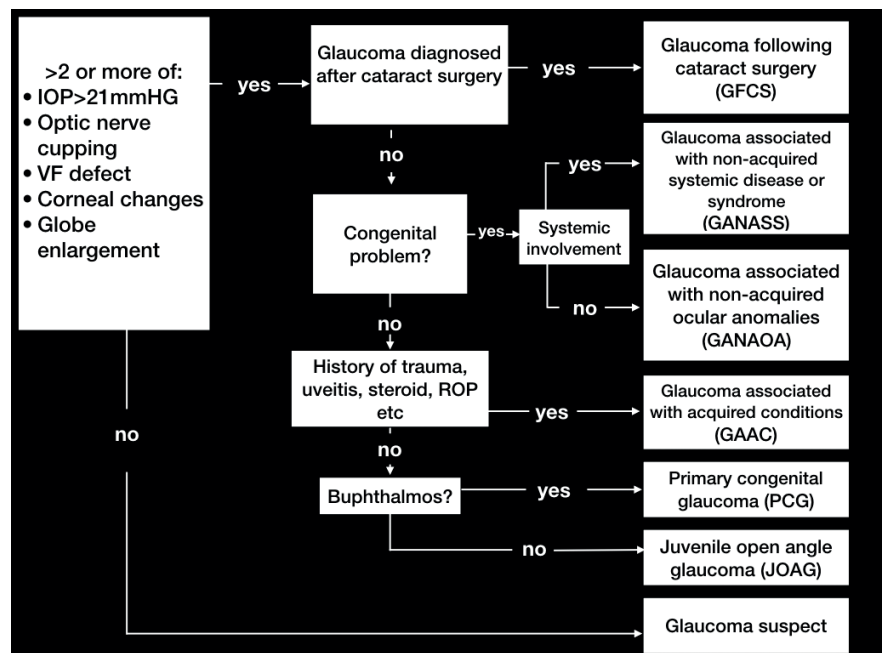 >2 or more of:
• IOP>21mmHG
• Optic nerve
cupping
• VF defect
• Corneal changes
• Globe
enlargement
yes
Glaucoma diagnosed
after cataract surgery
yes
Glaucoma following
cataract surgery
(GFCS)
no
Congenital
problem?
yes
Systemic
involvement
yes
Glaucoma associated
with non-acquired
systemic disease or
syndrome
(GANASS)
no
Glaucoma associated
with non-acquired
ocular anomalies
(GANAOA)
no
History of trauma,
uveitis, steroid, ROP
etc
yes
Glaucoma associated
with acquired conditions
(GAAC)
no
Buphthalmos?
yes
Primary congenital
glaucoma (PCG)
no
Juvenile open angle
glaucoma (JOAG)
no
Glaucoma suspect